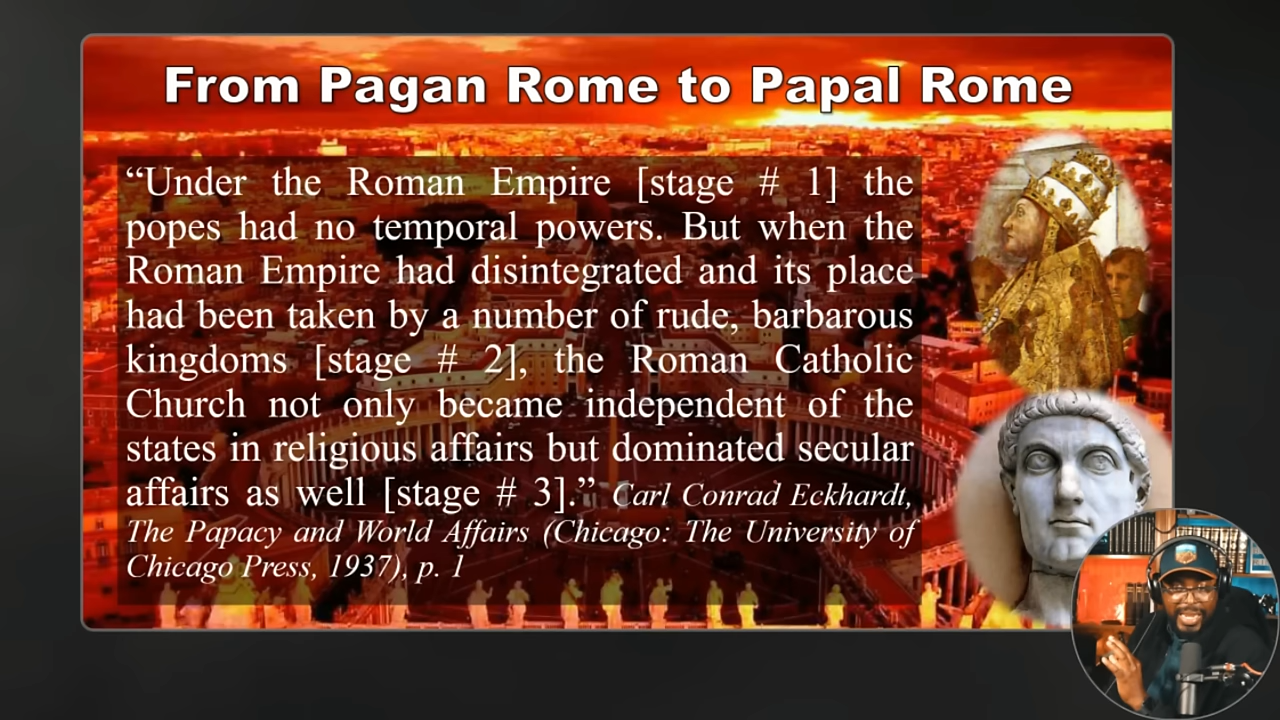 From Pagan Rome to Papal Rome
“Under the Roman Empire [stage # 1] the
popes had no temporal powers. But when the
Roman Empire had disintegrated and its place
had been taken by a number of rude, barbarous
kingdoms [stage # 2], the Roman Catholic
Church not only became independent of the
states in religious affairs but dominated secular
affairs as well [stage # 3].” Carl Conrad Eckhardt,
The Papacy and World Affairs (Chicago: The University of
Chicago Press, 1937), p. 1